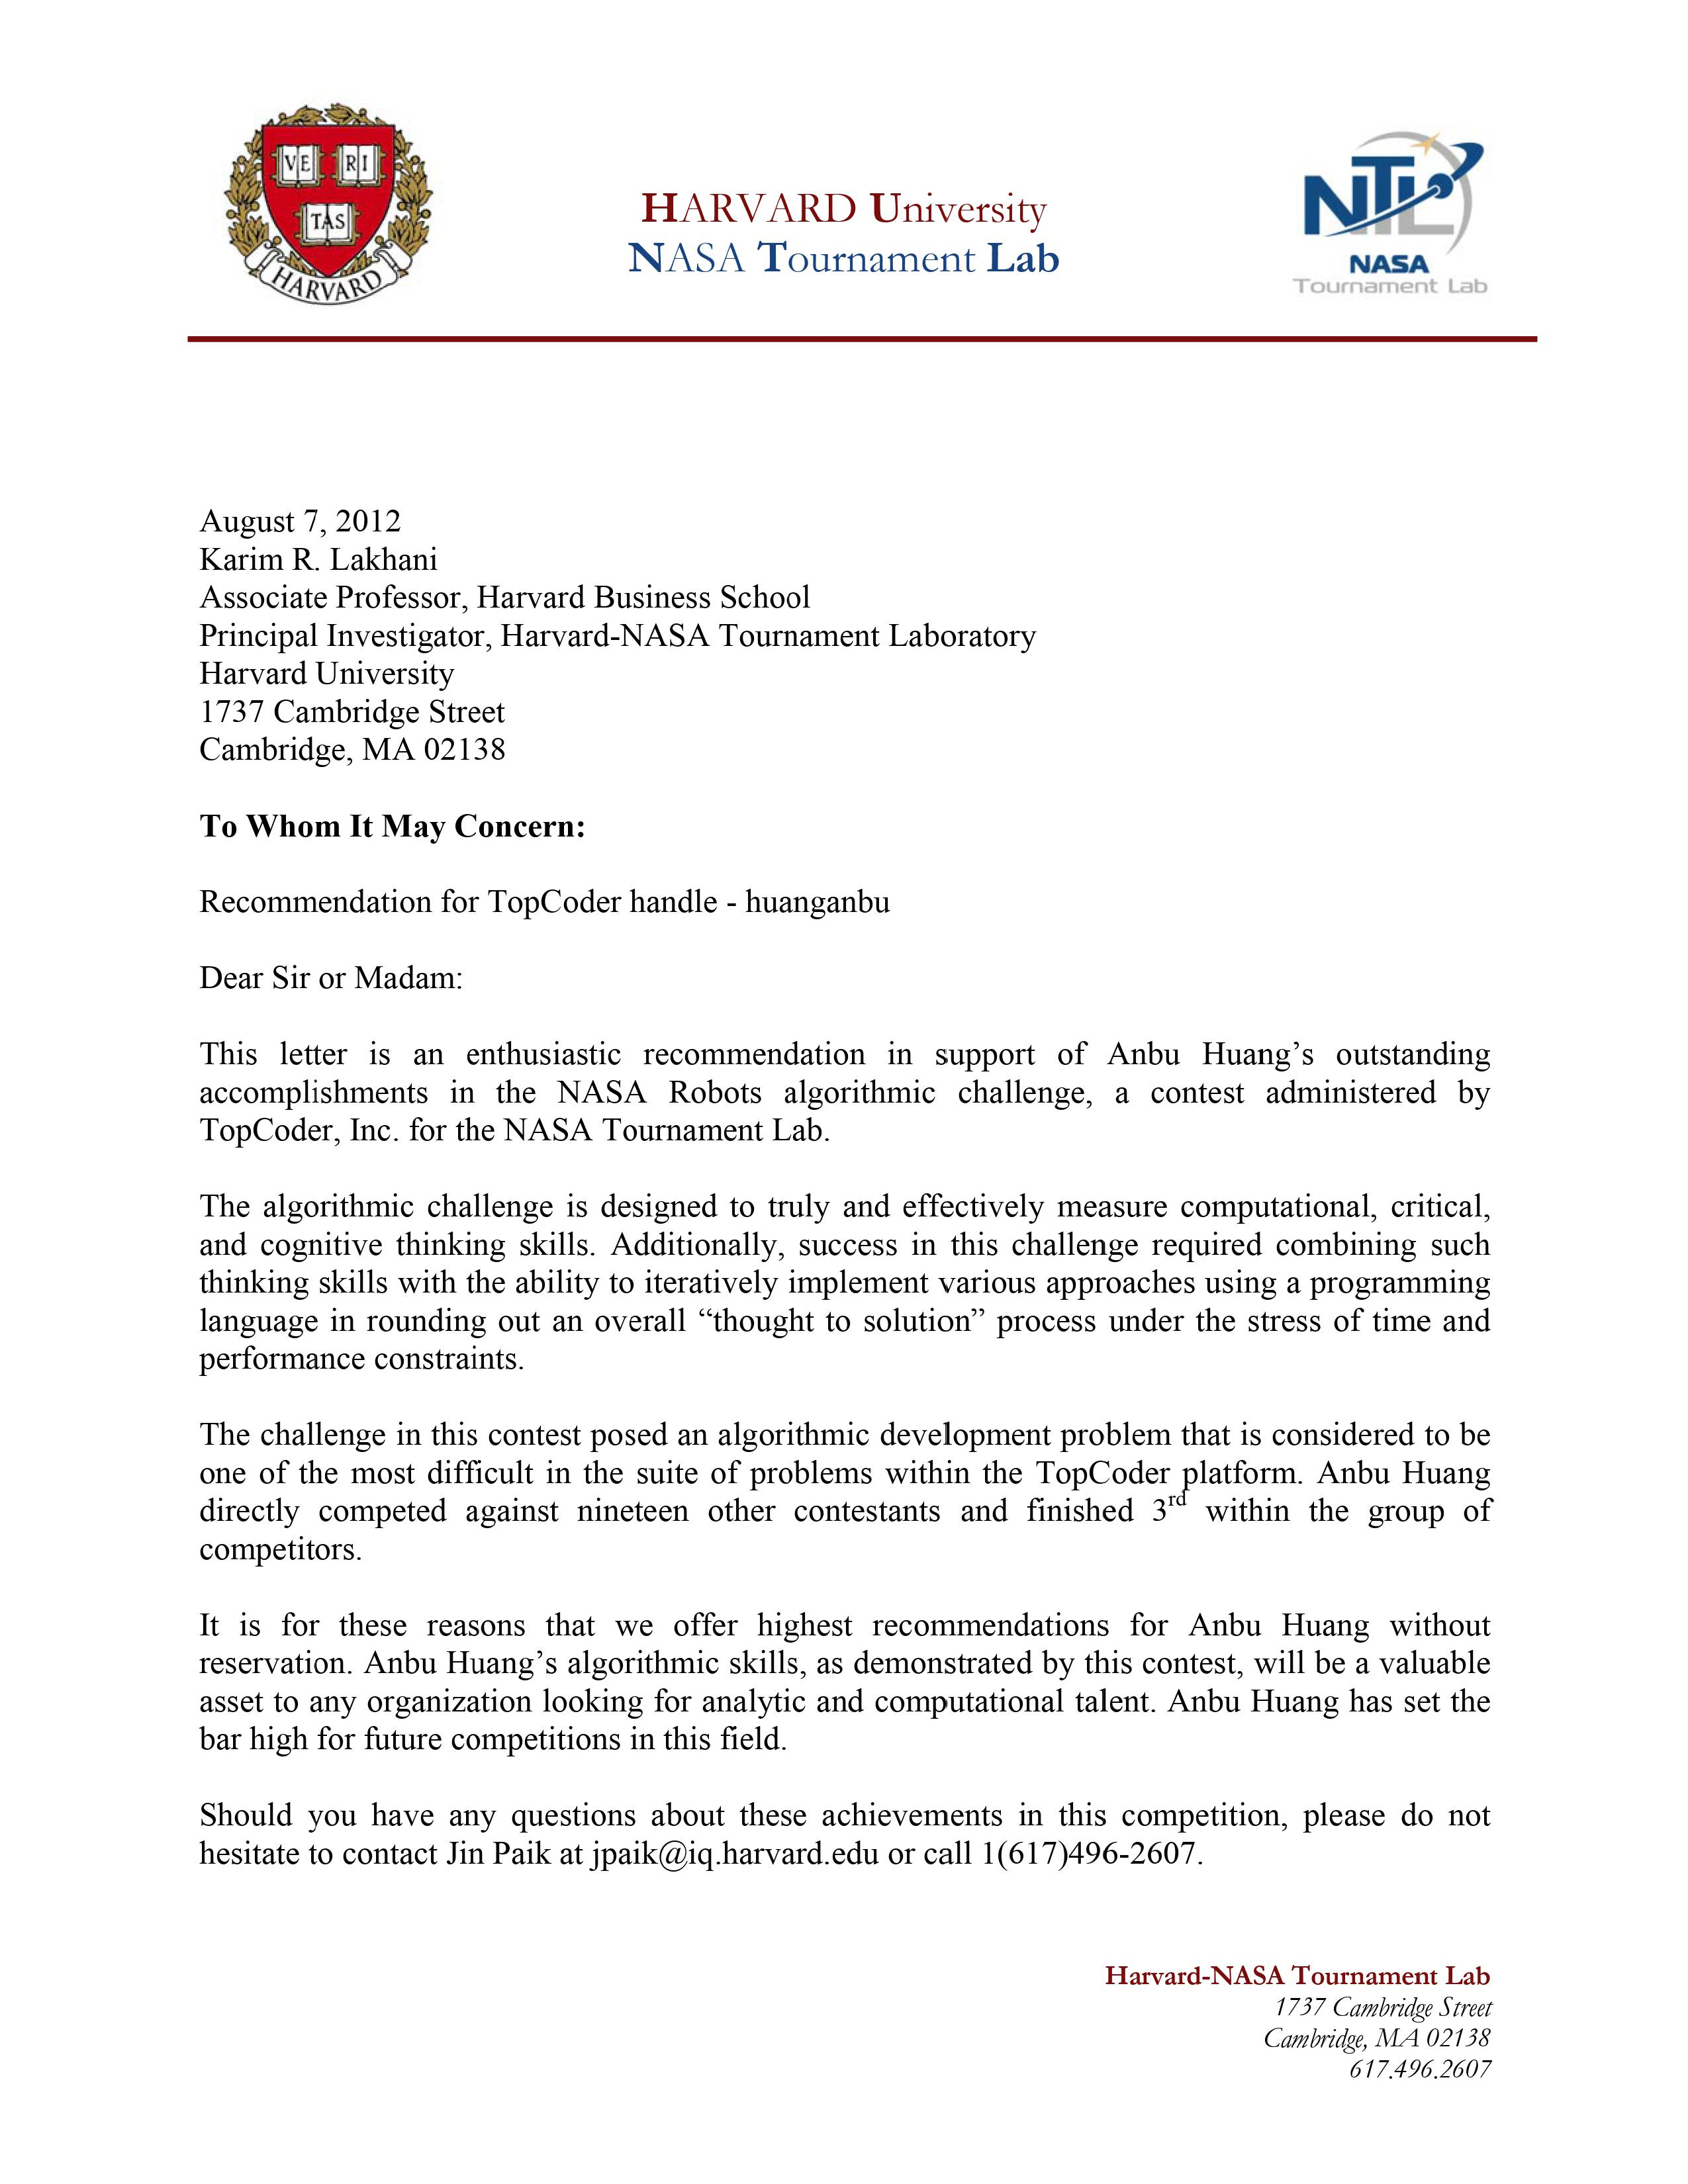 VE RI
TAS
HARVARD
HARVARD University
NASA Tournament Lab
NTL
NASA
Tournament Lab
August 7, 2012
Karim R. Lakhani
Associate Professor, Harvard Business School
Principal Investigator, Harvard-NASA Tournament Laboratory
Harvard University
1737 Cambridge Street
Cambridge, MA 02138
To Whom It May Concern:
Recommendation for TopCoder handle - huanganbu
Dear Sir or Madam:
This letter is an enthusiastic recommendation in support of Anbu Huang’s outstanding
accomplishments in the NASA Robots algorithmic challenge, a contest administered by
TopCoder, Inc. for the NASA Tournament Lab.
The algorithmic challenge is designed to truly and effectively measure computational, critical,
and cognitive thinking skills. Additionally, success in this challenge required combining such
thinking skills with the ability to iteratively implement various approaches using a programming
language in rounding out an overall “thought to solution” process under the stress of time and
performance constraints.
The challenge in this contest posed an algorithmic development problem that is considered to be
one of the most difficult in the suite of problems within the TopCoder platform. Anbu Huang
directly competed against nineteen other contestants and finished 3rd within the group of
competitors.
It is for these reasons that we offer highest recommendations for Anbu Huang without
reservation. Anbu Huang’s algorithmic skills, as demonstrated by this contest, will be a valuable
asset to any organization looking for analytic and computational talent. Anbu Huang has set the
bar high for future competitions in this field.
Should you have any questions about these achievements in this competition, please do not
hesitate to contact Jin Paik at jpaik@iq.harvard.edu or call 1(617)496-2607.
Harvard-NASA Tournament Lab
1737 Cambridge Street
Cambridge, MA 02138
617.496.2607